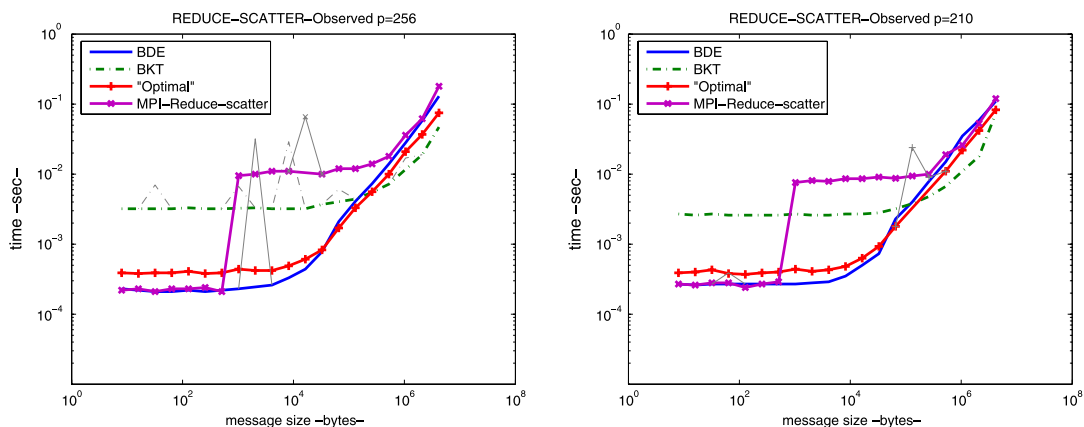 REDUCE–SCATTER–Observed p=256
10^0
10^-1
10^-2
10^-3
10^-4
time –sec–
BDE
BKT
"Optimal"
MPI–Reduce–scatter
10^0 10^2 10^4 10^6 10^8
message size –bytes–
REDUCE–SCATTER–Observed p=210
10^0
10^-1
10^-2
10^-3
10^-4
time –sec–
BDE
BKT
"Optimal"
MPI–Reduce–scatter
10^0 10^2 10^4 10^6 10^8
message size –bytes–